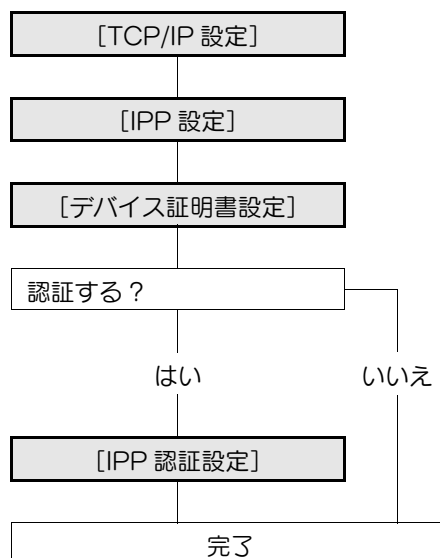 [TCP/IP 設定]
[IPP 設定]
[デバイス証明書設定]
認証する？
はい
いいえ
[IPP 認証設定]
完了